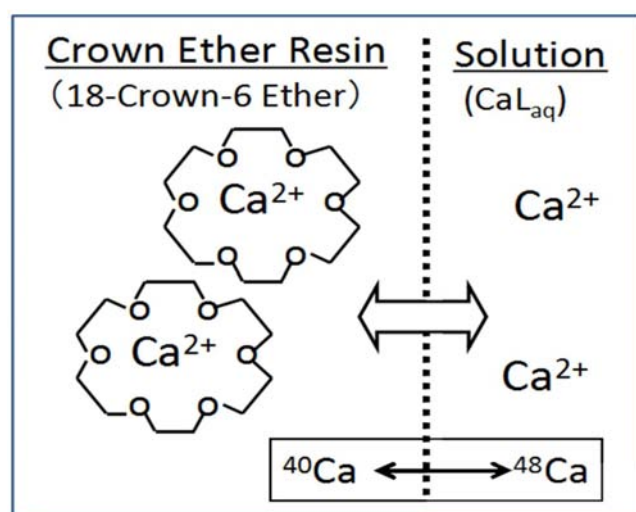 Crown Ether Resin
(18-Crown-6 Ether)
Solution
(CaLaq)
O O
O Ca²⁺ O
O O
Ca²⁺
O O
O Ca²⁺ O
O O
Ca²⁺
⁴⁰Ca ⁴⁸Ca